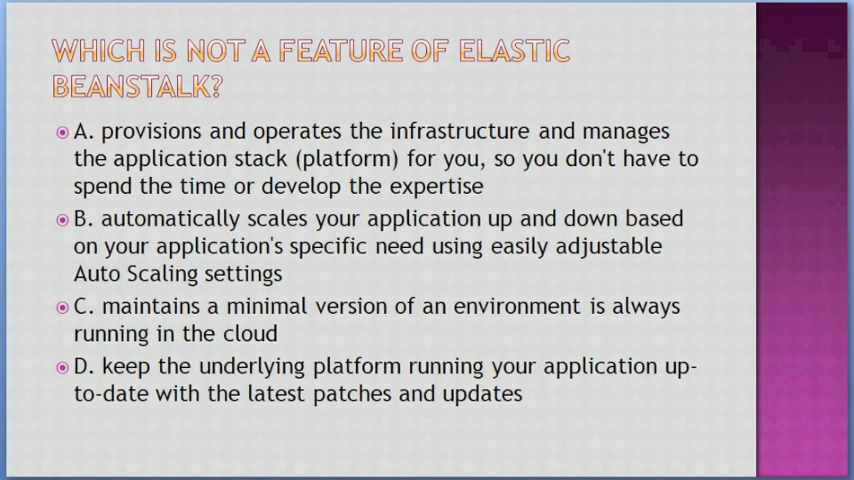 WHICH IS NOT A FEATURE OF ELASTIC
BEANSTALK?
A. provisions and operates the infrastructure and manages
the application stack (platform) for you, so you don't have to
spend the time or develop the expertise
B. automatically scales your application up and down based
on your application's specific need using easily adjustable
Auto Scaling settings
C. maintains a minimal version of an environment is always
running in the cloud
D. keep the underlying platform running your application up-
to-date with the latest patches and updates